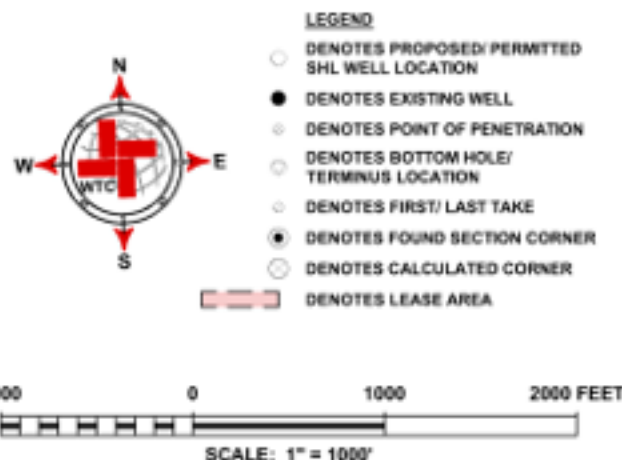 LEGEND
DENOTES PROPOSED/ PERMITTED
SHL WELL LOCATION
DENOTES EXISTING WELL
DENOTES POINT OF PENETRATION
DENOTES BOTTOM HOLE/
TERMINUS LOCATION
DENOTES FIRST/ LAST TAKE
DENOTES FOUND SECTION CORNER
DENOTES CALCULATED CORNER
DENOTES LEASE AREA
N
W
E
WTC
S
00 0 1000 2000 FEET
SCALE: 1" = 1000'